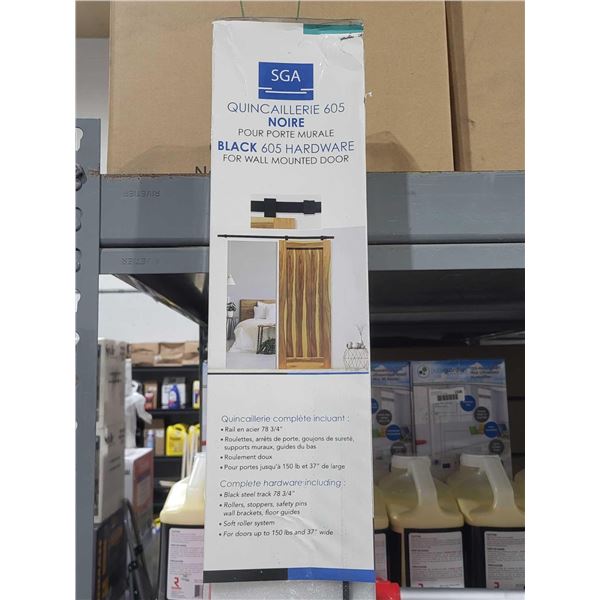 SGA
QUINCAILLERIE 605
NOIRE
POUR PORTE MURALE
BLACK 605 HARDWARE
FOR WALL MOUNTED DOOR
RIVETIER
RIVETIER
Quincaillerie complète incluant :
• Rail en acier 78 3/4"
• Roulettes, arrêts de porte, goujons de sureté,
supports muraux, guides du bas
• Roulement doux
• Pour portes jusqu'à 150 lb et 37" de large
Complete hardware including :
• Black steel track 78 3/4"
• Rollers, stoppers, safety pins
wall brackets, floor guides
• Soft roller system
• For doors up to 150 lbs and 37" wide